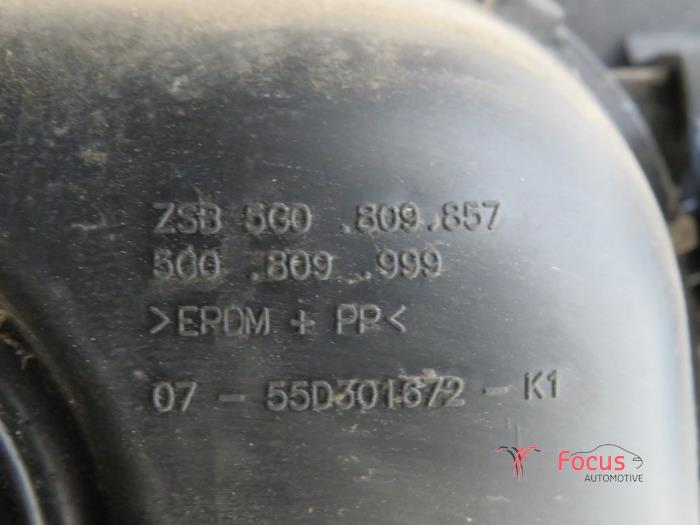 ZSB 5G0 .809.857
5G0 .809 .999
>EPDM + PP<
07 - 55D301672 - K1
Focus
AUTOMOTIVE